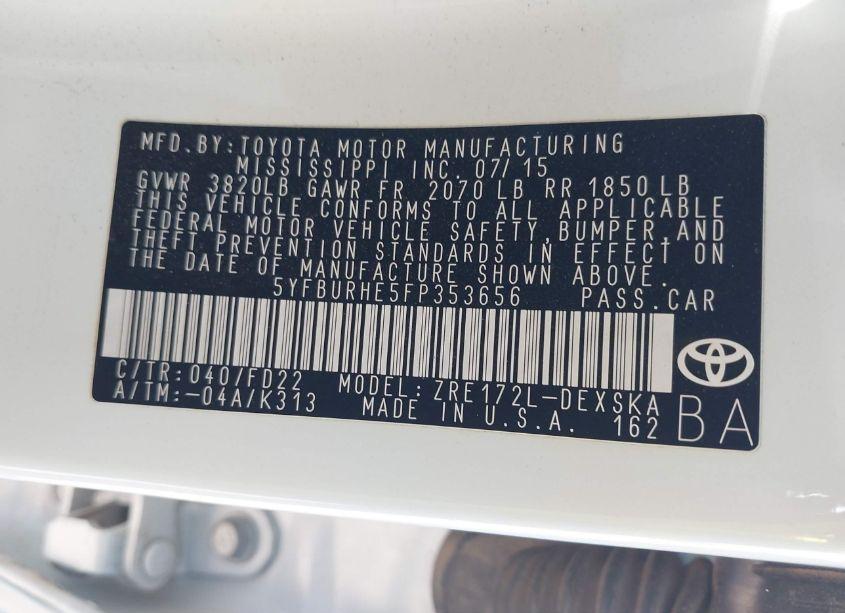 MFD. BY: TOYOTA MOTOR MANUFACTURING
MISSISSIPPI INC. 07/15
GVWR 3820LB GAWR FR 2070 LB RR 1850 LB
THIS VEHICLE CONFORMS TO ALL APPLICABLE
FEDERAL MOTOR VEHICLE SAFETY, BUMPER, AND
THEFT PREVENTION STANDARDS IN EFFECT ON
THE DATE OF MANUFACTURE SHOWN ABOVE.
5YFBURHE5FP353656 PASS.CAR
C/TR: 040/FD22 MODEL: ZRE172L-DEXSKA
A/TM:-04A/K313 MADE IN U.S.A. 162 BA